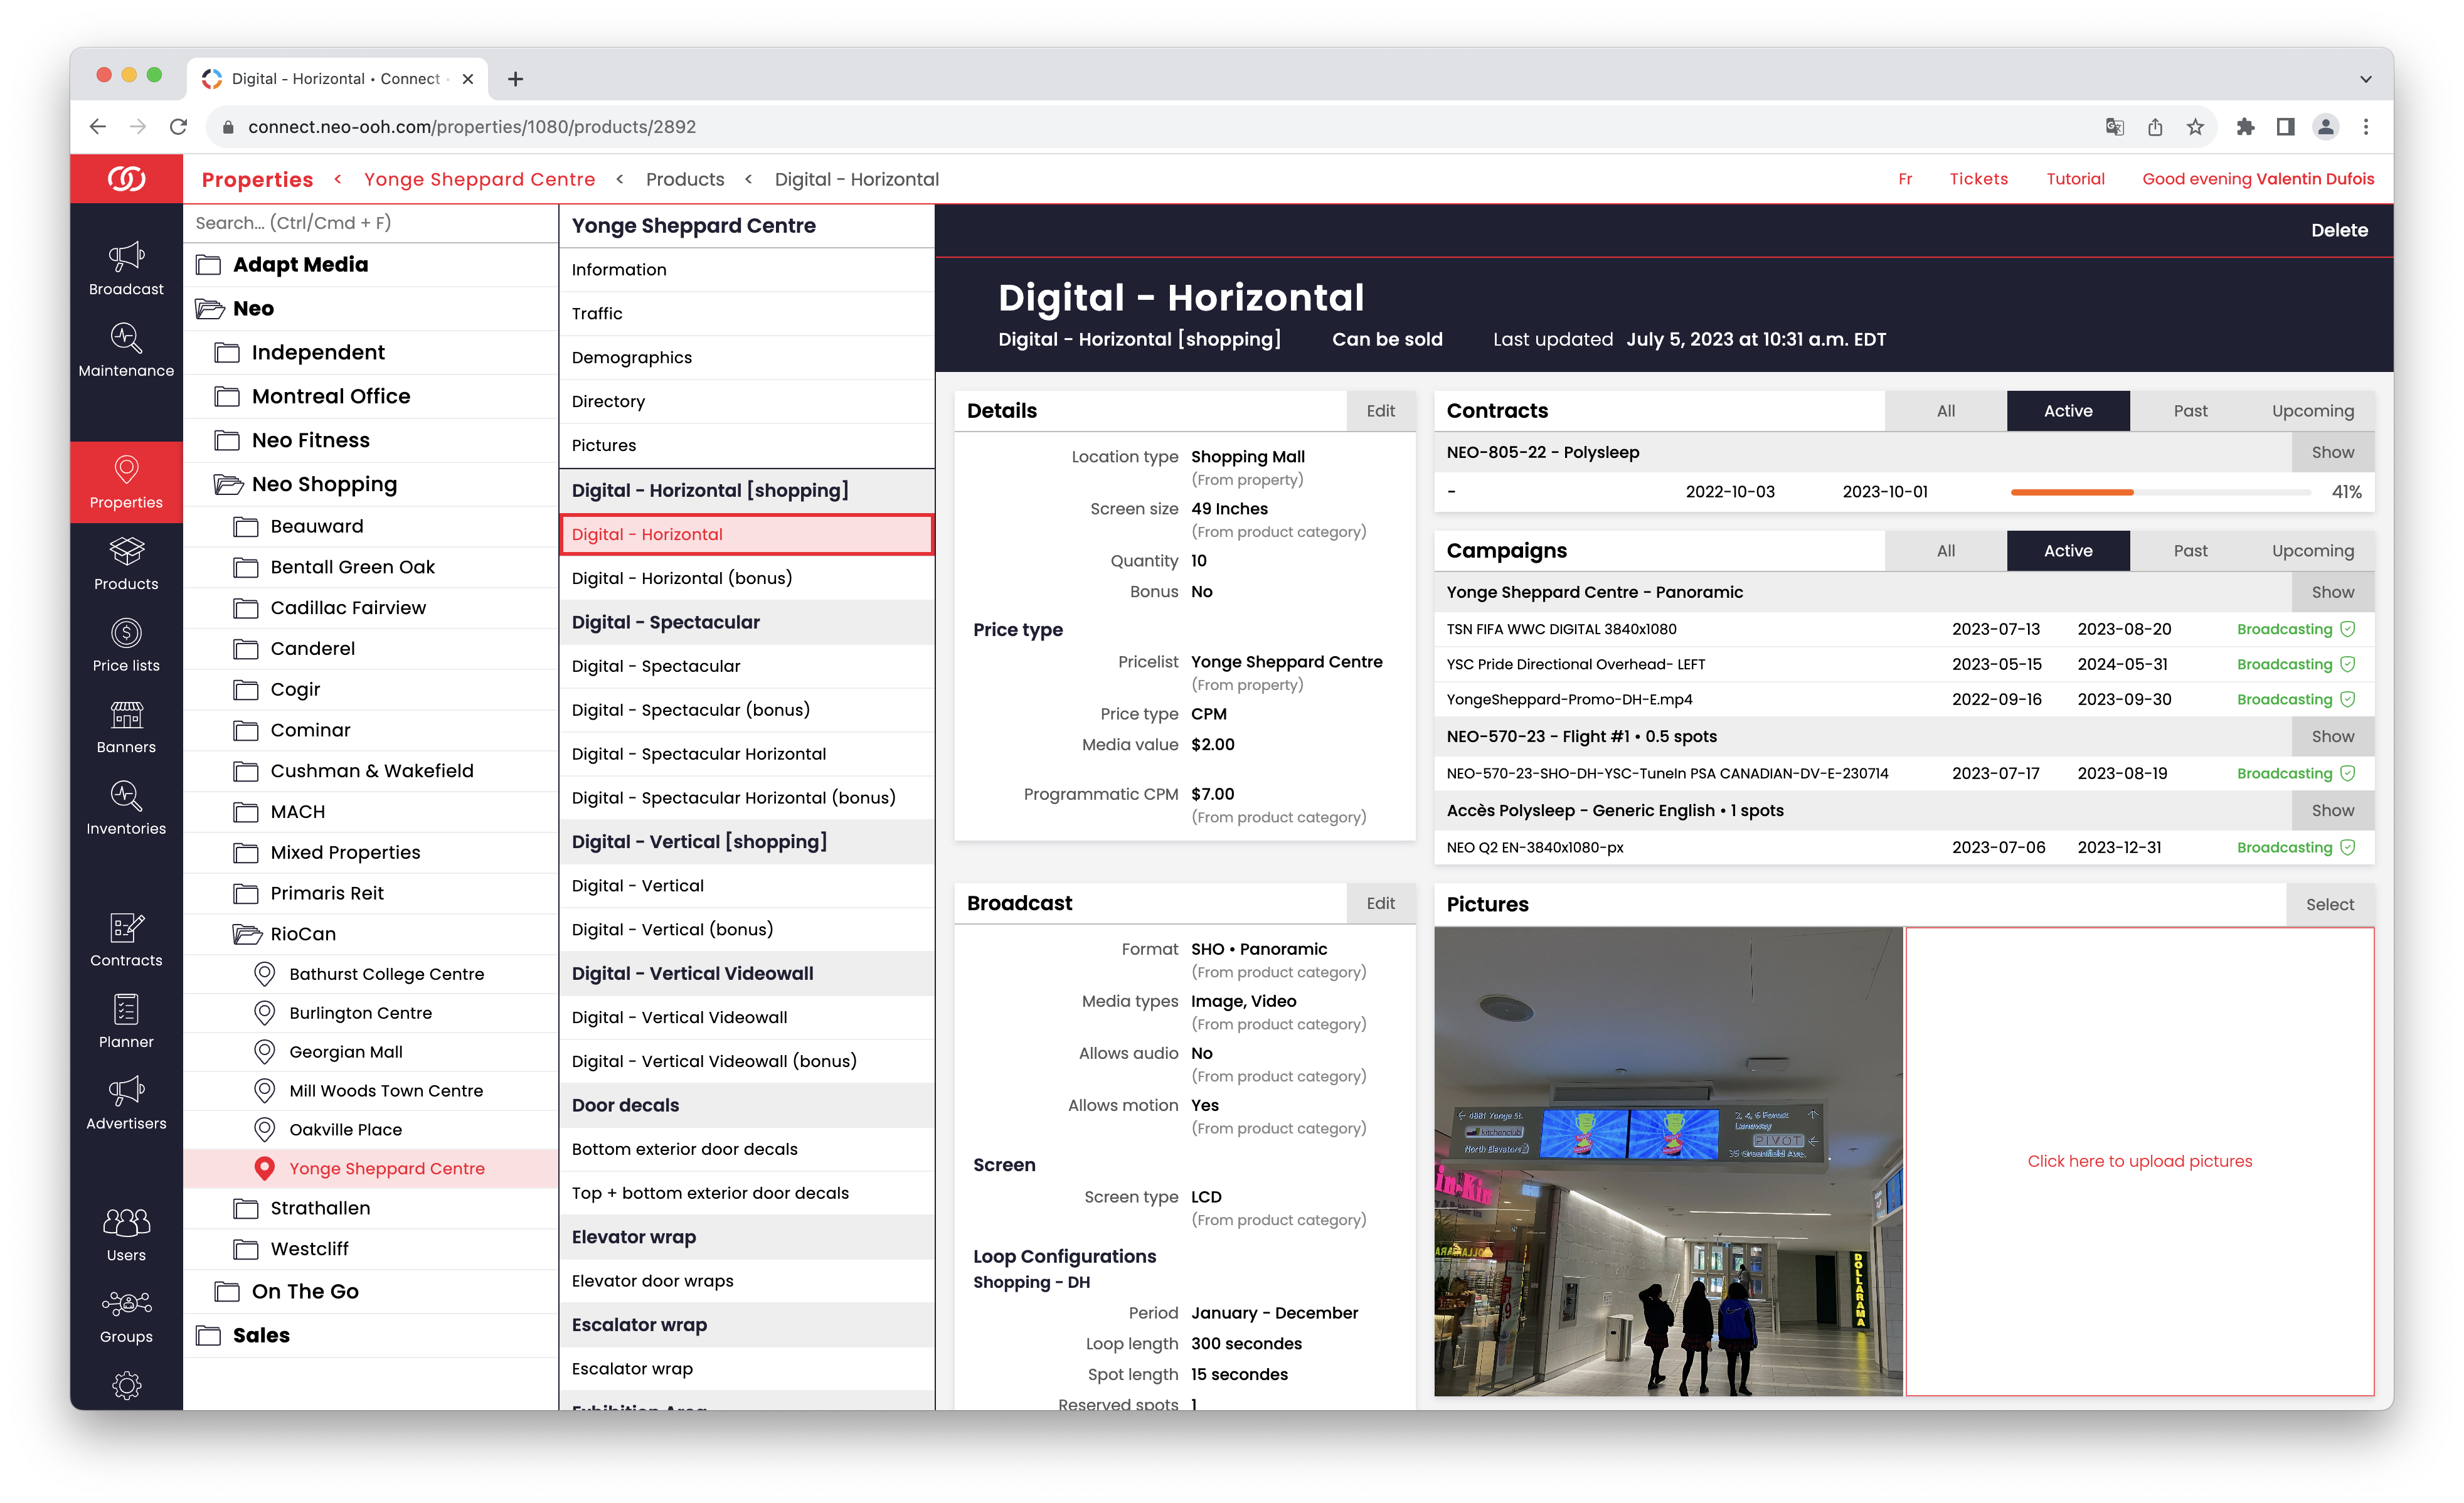 Digital - Horizontal • Connect
connect.neo-ooh.com/properties/1080/products/2892
Properties < Yonge Sheppard Centre < Products < Digital - Horizontal
Fr Tickets Tutorial Good evening Valentin Dufois
Broadcast
Maintenance
Properties
Products
Price lists
Banners
Inventories
Contracts
Planner
Advertisers
Users
Groups
Search... (Ctrl/Cmd + F)
Adapt Media
Neo
Independent
Montreal Office
Neo Fitness
Neo Shopping
Beauward
Bentall Green Oak
Cadillac Fairview
Canderel
Cogir
Cominar
Cushman & Wakefield
MACH
Mixed Properties
Primaris Reit
RioCan
Bathurst College Centre
Burlington Centre
Georgian Mall
Mill Woods Town Centre
Oakville Place
Yonge Sheppard Centre
Strathallen
Westcliff
On The Go
Sales
Yonge Sheppard Centre
Information
Traffic
Demographics
Directory
Pictures
Digital - Horizontal [shopping]
Digital - Horizontal
Digital - Horizontal (bonus)
Digital - Spectacular
Digital - Spectacular
Digital - Spectacular (bonus)
Digital - Spectacular Horizontal
Digital - Spectacular Horizontal (bonus)
Digital - Vertical [shopping]
Digital - Vertical
Digital - Vertical (bonus)
Digital - Vertical Videowall
Digital - Vertical Videowall
Digital - Vertical Videowall (bonus)
Door decals
Bottom exterior door decals
Top + bottom exterior door decals
Elevator wrap
Elevator door wraps
Escalator wrap
Escalator wrap
Exhibition Area
Delete
Digital - Horizontal
Digital - Horizontal [shopping] Can be sold Last updated July 5, 2023 at 10:31 a.m. EDT
Details Edit
Location type Shopping Mall
(From property)
Screen size 49 Inches
(From product category)
Quantity 10
Bonus No
Price type
Pricelist Yonge Sheppard Centre
(From property)
Price type CPM
Media value $2.00
Programmatic CPM $7.00
(From product category)
Broadcast Edit
Format SHO • Panoramic
(From product category)
Media types Image, Video
(From product category)
Allows audio No
(From product category)
Allows motion Yes
(From product category)
Screen
Screen type LCD
(From product category)
Loop Configurations
Shopping - DH
Period January - December
Loop length 300 secondes
Spot length 15 secondes
Reserved spots 1
Contracts All Active Past Upcoming
NEO-805-22 - Polysleep Show
- 2022-10-03 2023-10-01 41%
Campaigns All Active Past Upcoming
Yonge Sheppard Centre - Panoramic Show
TSN FIFA WWC DIGITAL 3840x1080 2023-07-13 2023-08-20 Broadcasting
YSC Pride Directional Overhead- LEFT 2023-05-15 2024-05-31 Broadcasting
YongeSheppard-Promo-DH-E.mp4 2022-09-16 2023-09-30 Broadcasting
NEO-570-23 - Flight #1 • 0.5 spots Show
NEO-570-23-SHO-DH-YSC-TuneIn PSA CANADIAN-DV-E-230714 2023-07-17 2023-08-19 Broadcasting
Accès Polysleep - Generic English • 1 spots Show
NEO Q2 EN-3840x1080-px 2023-07-06 2023-12-31 Broadcasting
Pictures Select
← 4881 Yonge St.
kitchenclub
North Elevators
2, 4, 6 Forest
Laneway
PIVOT ←
35 Greenfield Ave.
in-Kin
DOLLARAMA
Click here to upload pictures